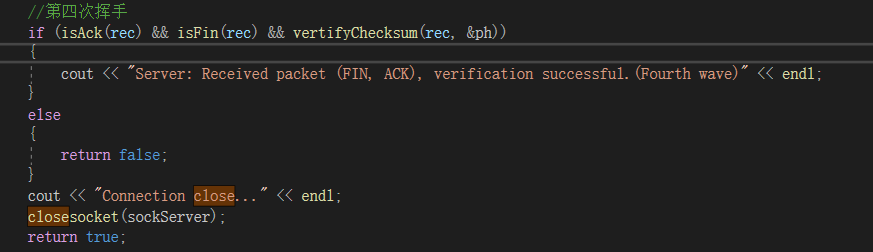 //第四次挥手
if (isAck(rec) && isFin(rec) && vertifyChecksum(rec, &ph))
{
cout << "Server: Received packet (FIN, ACK), verification successful.(Fourth wave)" << endl;
}
else
{
return false;
}
cout << "Connection close..." << endl;
closesocket(sockServer);
return true;